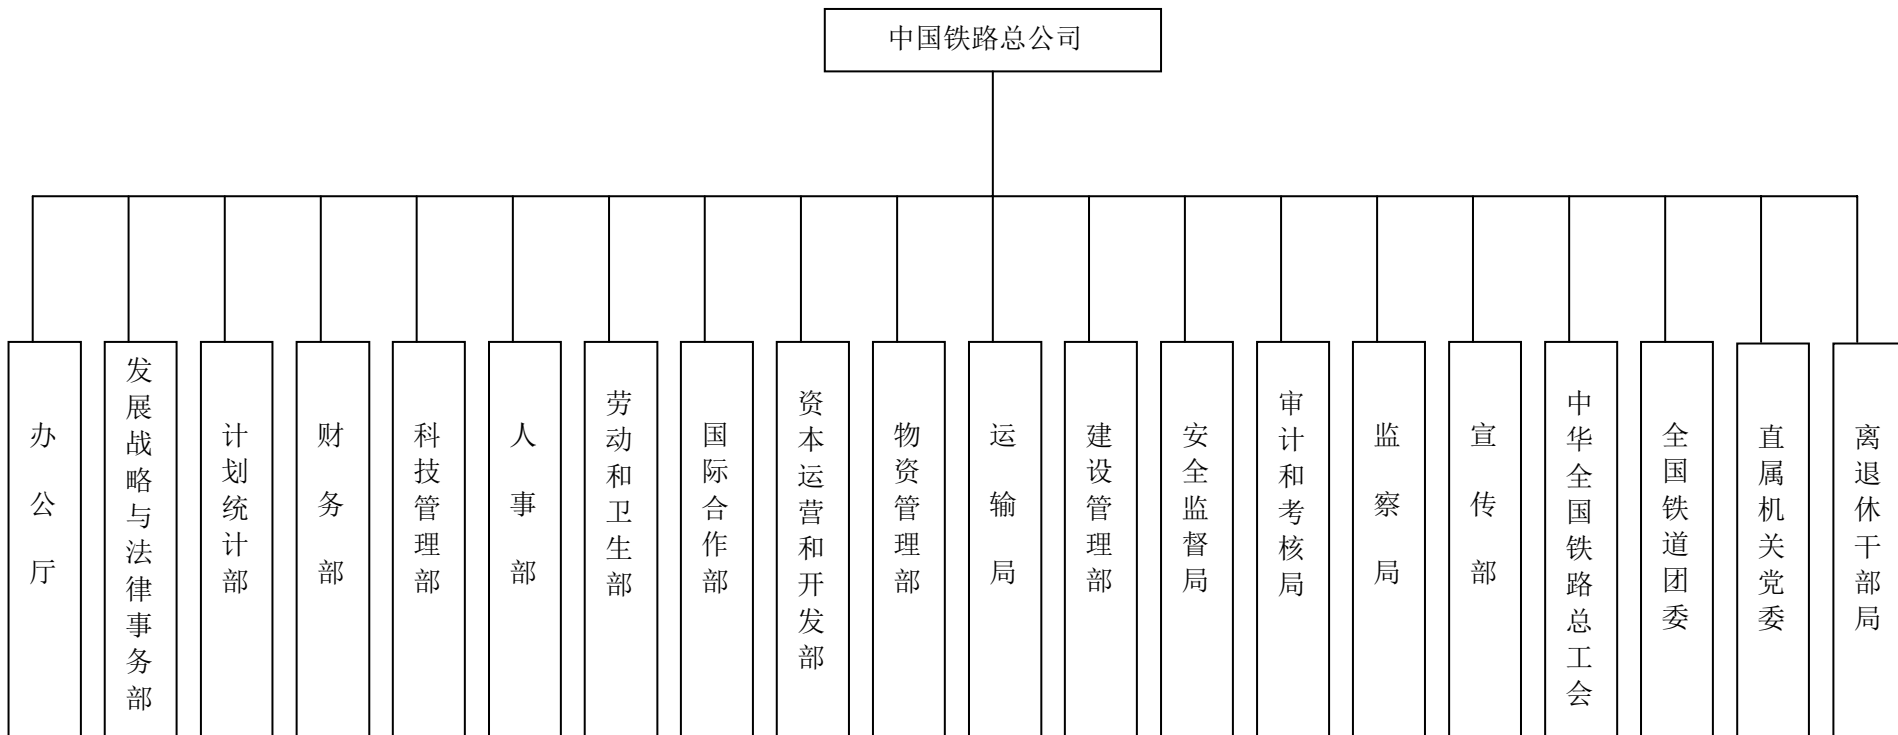 中国铁路总公司
办公厅
发展战略与法律事务部
计划统计部
财务部
科技管理部
人事部
劳动和卫生部
国际合作部
资本运营和开发部
物资管理部
运输局
建设管理部
安全监督局
审计和考核局
监察局
宣传部
中华全国铁路总工会
全国铁道团委
直属机关党委
离退休干部局